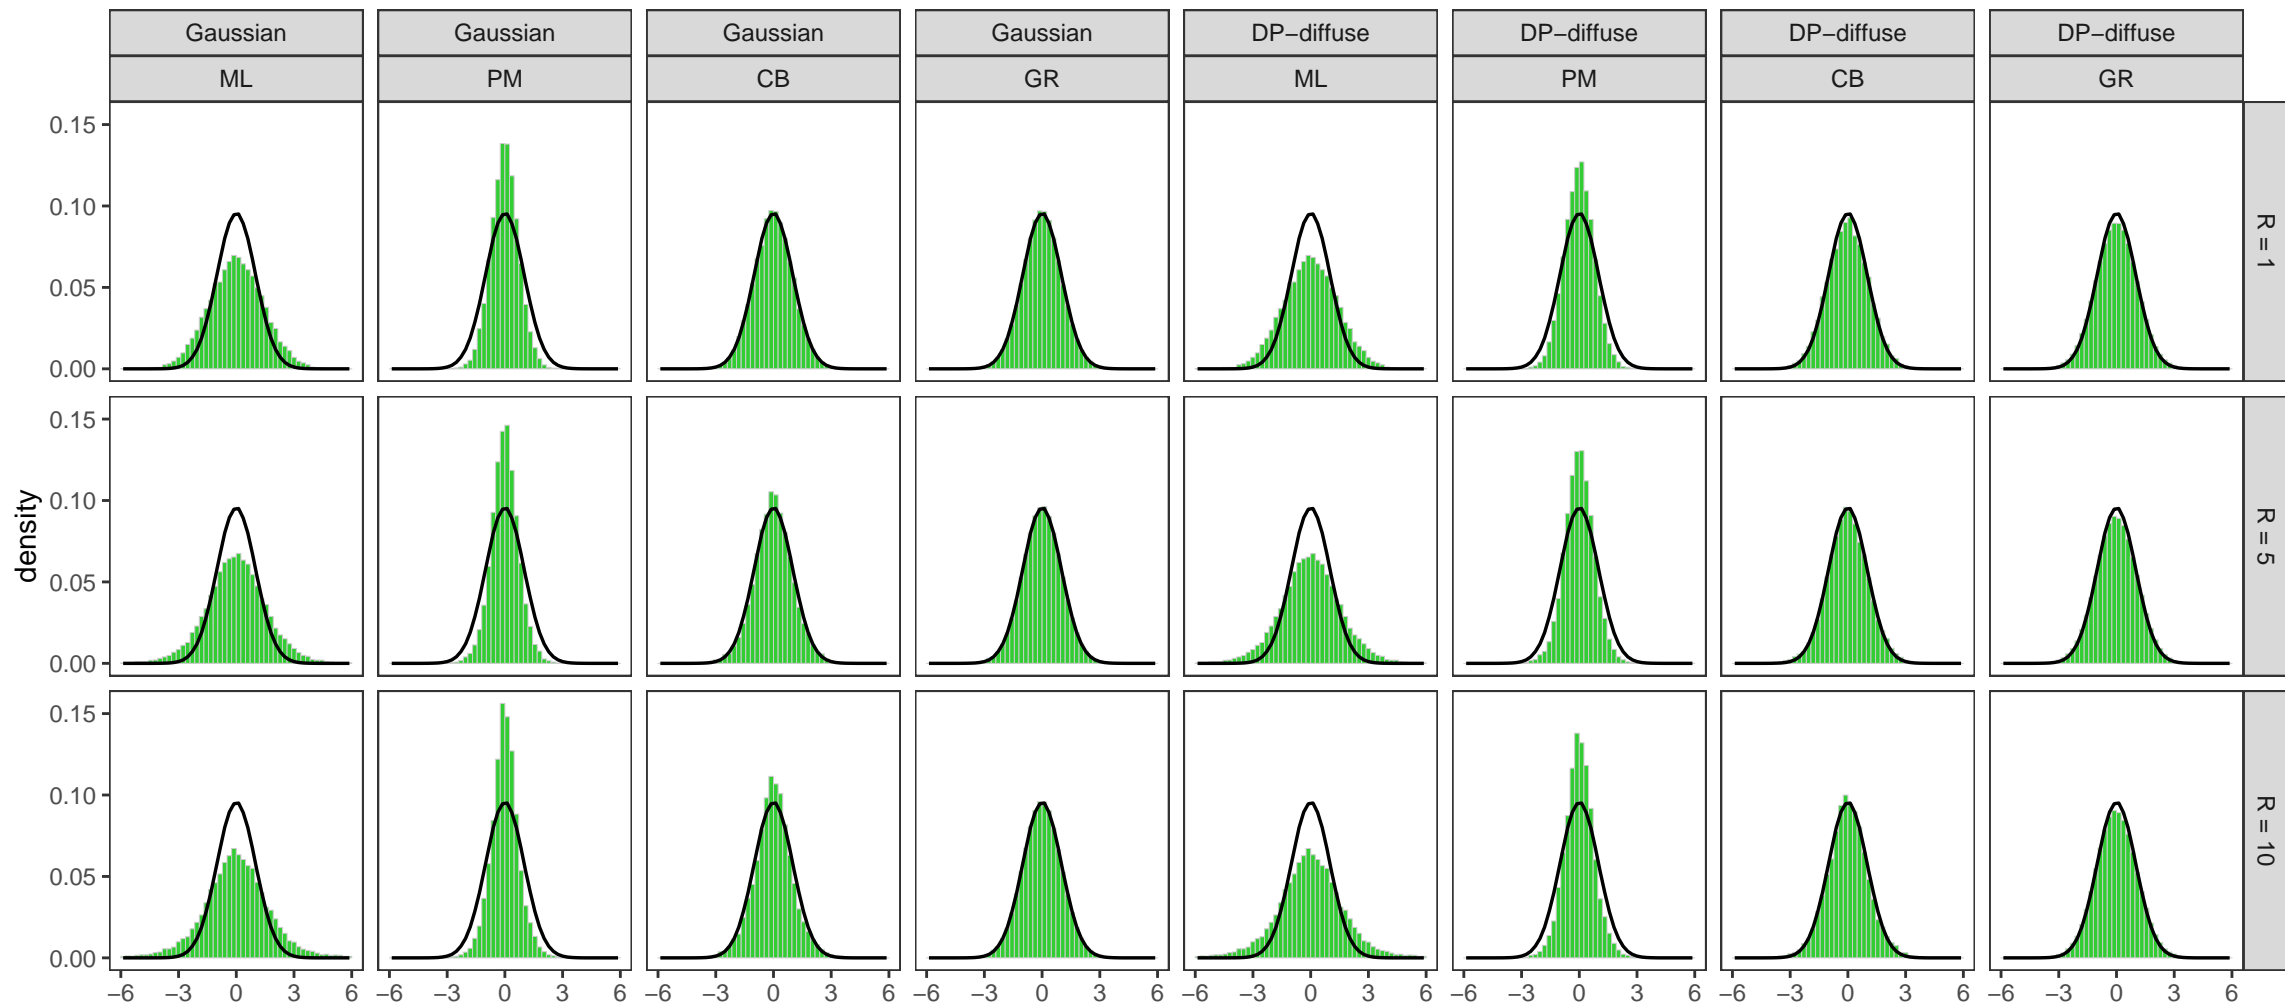 Gaussian Gaussian Gaussian Gaussian DP−diffuse DP−diffuse DP−diffuse DP−diffuse
ML PM CB GR ML PM CB GR
0.15
0.10
0.05
0.00
R = 1
0.15
0.10
0.05
0.00
R = 5
density
0.15
0.10
0.05
0.00
R = 10
−6 −3 0 3 6 −6 −3 0 3 6 −6 −3 0 3 6 −6 −3 0 3 6 −6 −3 0 3 6 −6 −3 0 3 6 −6 −3 0 3 6 −6 −3 0 3 6